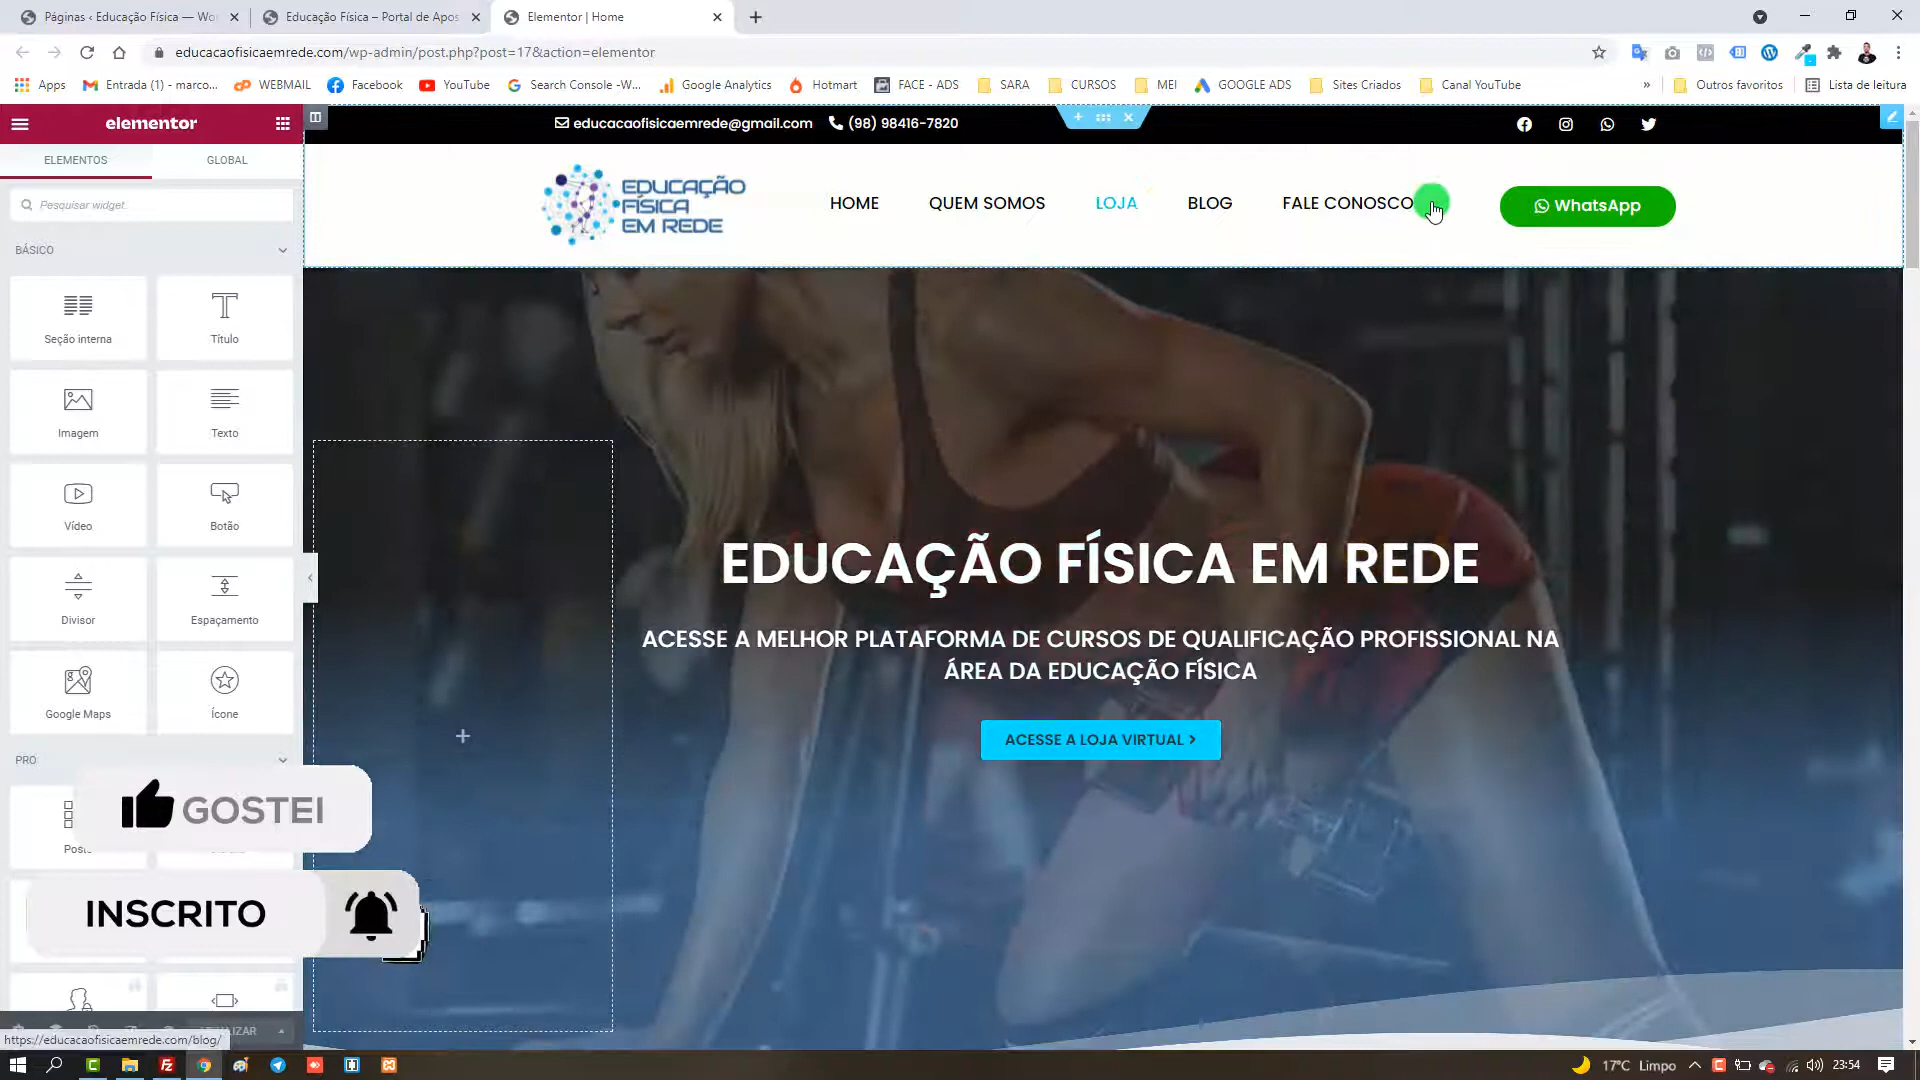 Páginas ‹ Educação Física — Wor
Educação Física – Portal de Apos
Elementor | Home
educacaofisicaemrede.com/wp-admin/post.php?post=17&action=elementor
Apps
Entrada (1) - marco...
WEBMAIL
Facebook
YouTube
Search Console -W...
Google Analytics
Hotmart
FACE - ADS
SARA
CURSOS
MEI
GOOGLE ADS
Sites Criados
Canal YouTube
»
Outros favoritos
Lista de leitura
elementor
educacaofisicaemrede@gmail.com
(98) 98416-7820
ELEMENTOS
GLOBAL
Pesquisar widget...
EDUCAÇÃO
FÍSICA
EM REDE
HOME
QUEM SOMOS
LOJA
BLOG
FALE CONOSCO
WhatsApp
BÁSICO
Seção interna
Título
Imagem
Texto
Vídeo
Botão
Divisor
Espaçamento
Google Maps
Ícone
EDUCAÇÃO FÍSICA EM REDE
ACESSE A MELHOR PLATAFORMA DE CURSOS DE QUALIFICAÇÃO PROFISSIONAL NA
ÁREA DA EDUCAÇÃO FÍSICA
ACESSE A LOJA VIRTUAL
PRO
GOSTEI
INSCRITO
https://educacaofisicaemrede.com/blog/
17°C Limpo
23:54